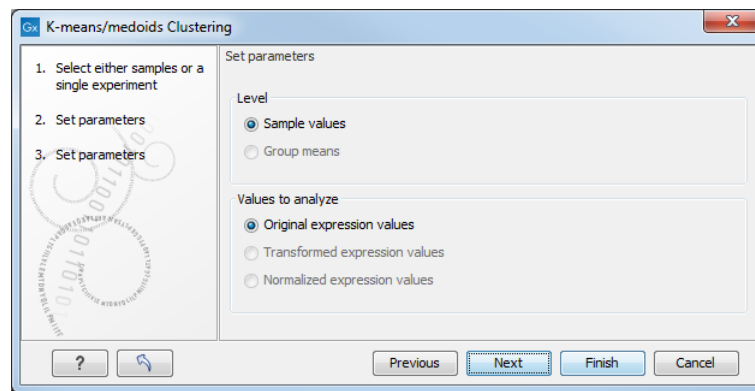 Gx K-means/medoids Clustering
1. Select either samples or a
single experiment
2. Set parameters
3. Set parameters
Set parameters
Level
Sample values
Group means
Values to analyze
Original expression values
Transformed expression values
Normalized expression values
?
Previous
Next
Finish
Cancel